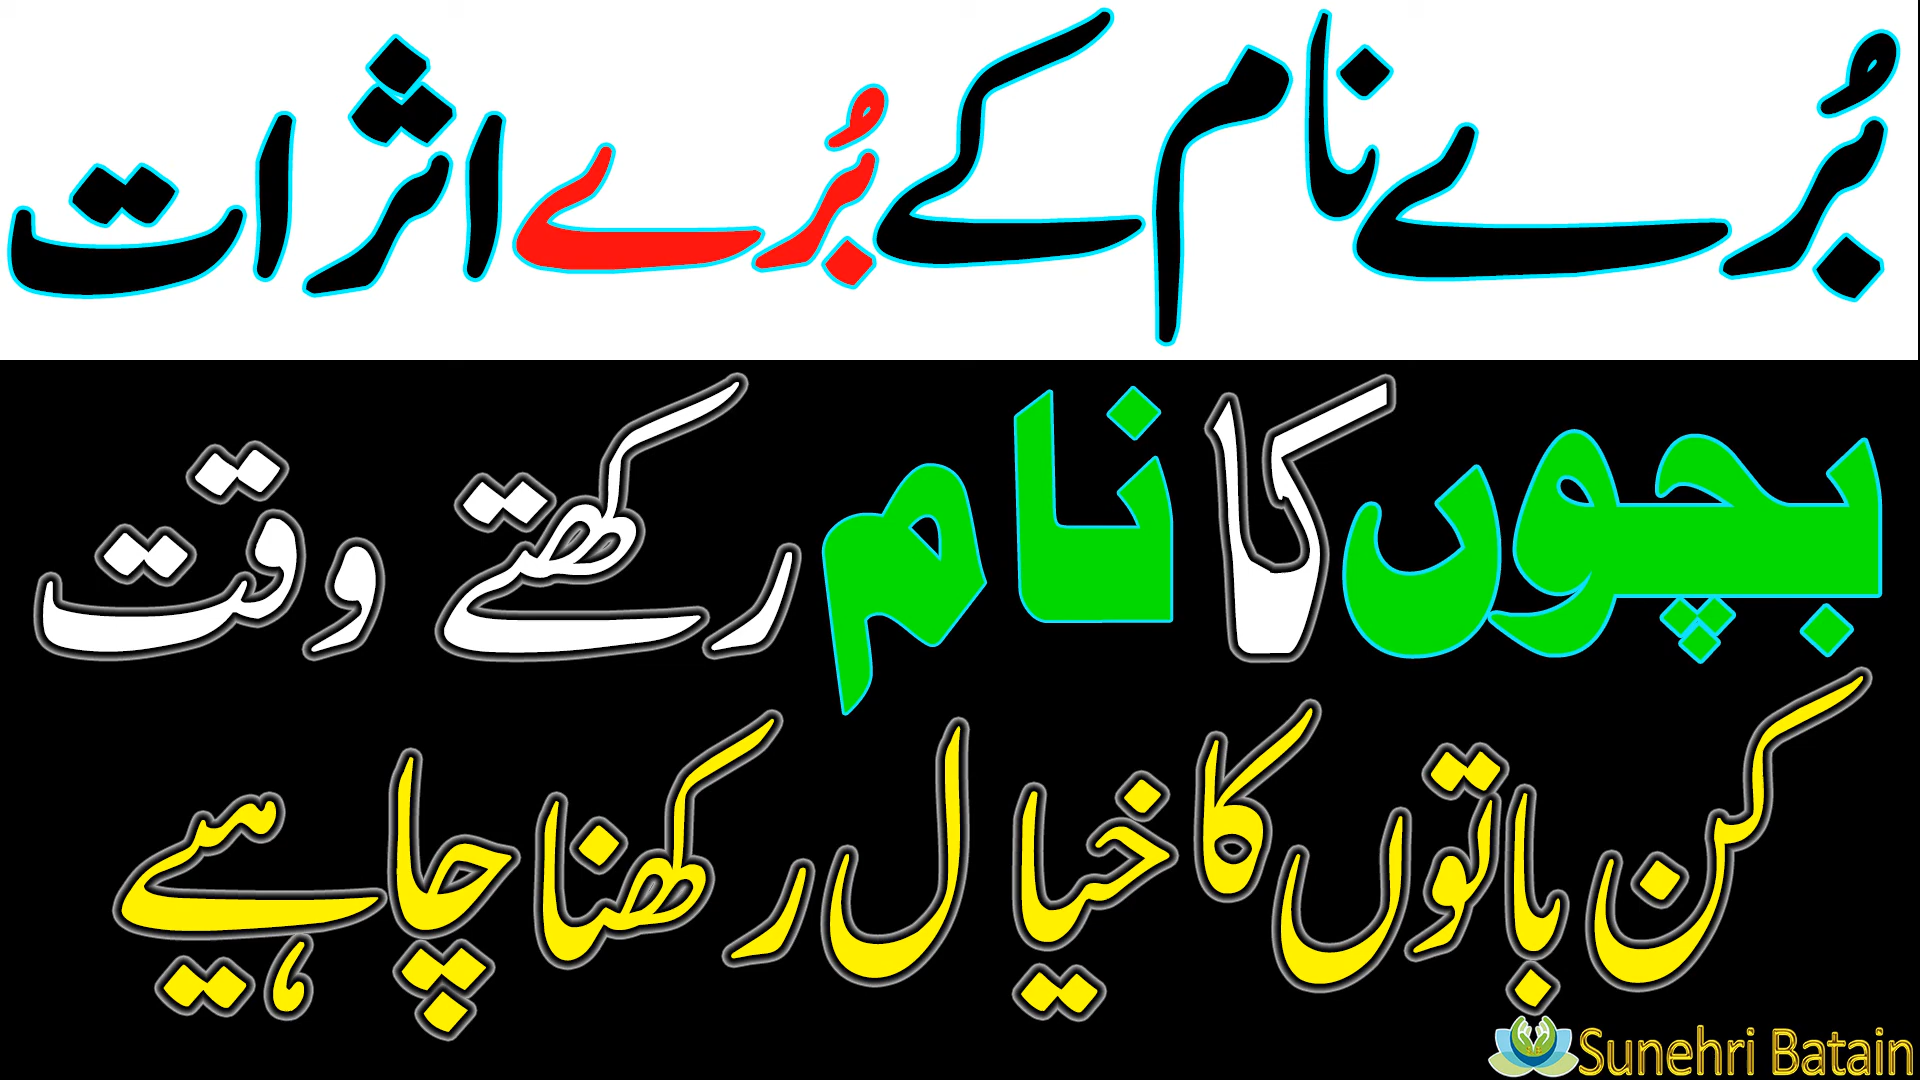 بُرے نام کے بُرے اثرات
بچوں کا نام رکھتے وقت
کن باتوں کا خیال رکھنا چاہیے
Sunehri Batain